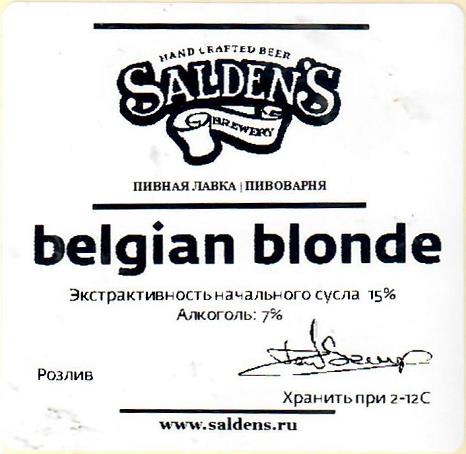 HAND CRAFTED BEER
SALDEN'S
BREWERY
ПИВНАЯ ЛАВКА | ПИВОВАРНЯ
belgian blonde
Экстрактивность начального сусла 15%
Алкоголь: 7%
Розлив
Хранить при 2-12С
www.saldens.ru